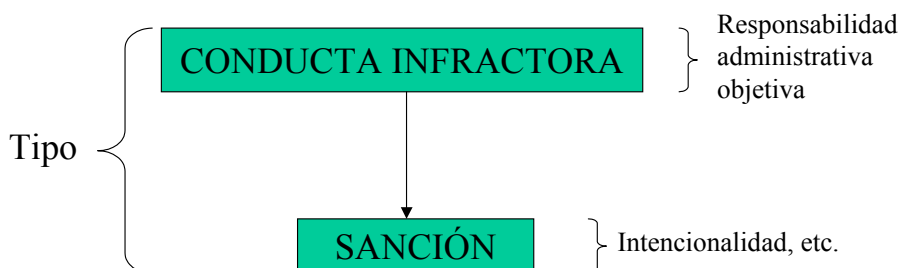 Responsabilidad
administrativa
objetiva
CONDUCTA INFRACTORA
Tipo
SANCIÓN
Intencionalidad, etc.